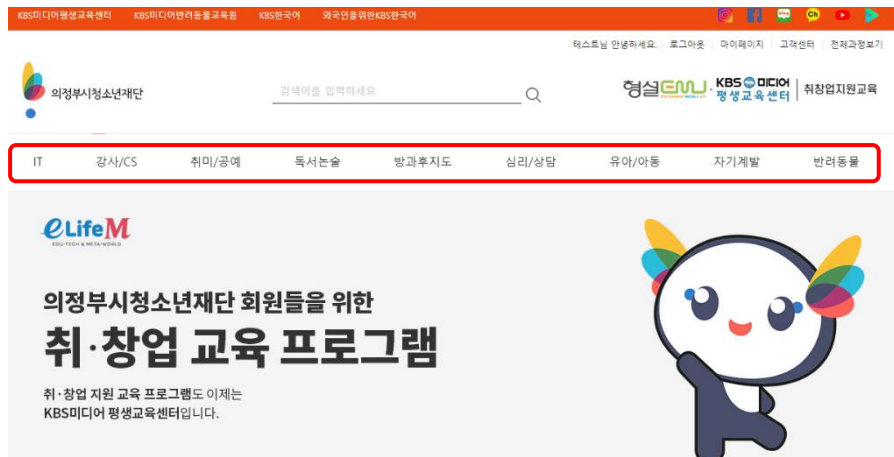 KBS미디어평생교육센터 KBS미디어반려동물교육원 KBS한국어 외국인을위한KBS한국어
테스트님 안녕하세요. 로그아웃 마이페이지 고객센터 전체과정보기
의정부시청소년재단 검색어를 입력하세요 형설EMJ · KBS 미디어 평생교육센터 취창업지원교육
IT 강사/CS 취미/공예 독서논술 방과후지도 심리/상담 유아/아동 자기계발 반려동물
eLifeM
EDU-TECH & META-WORLD
의정부시청소년재단 회원들을 위한
취·창업 교육 프로그램
취·창업 지원 교육 프로그램도 이제는
KBS미디어 평생교육센터입니다.